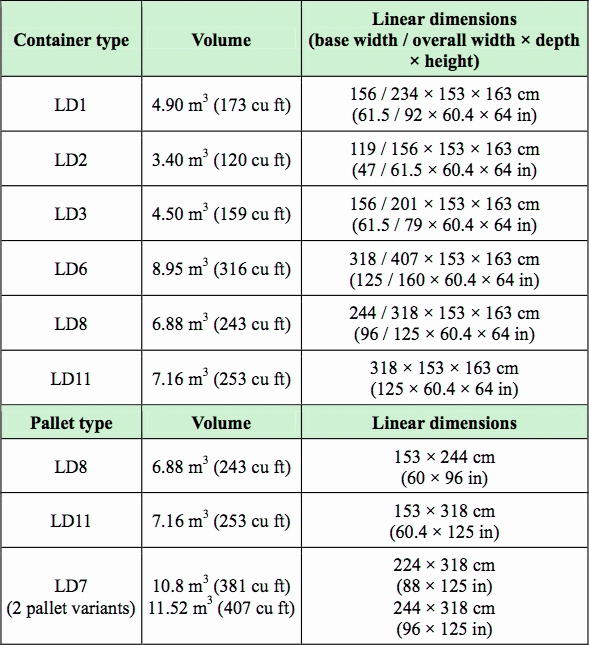 Container type
Volume
Linear dimensions
(base width / overall width × depth
× height)
LD1
4.90 m³ (173 cu ft)
156 / 234 × 153 × 163 cm
(61.5 / 92 × 60.4 × 64 in)
LD2
3.40 m³ (120 cu ft)
119 / 156 × 153 × 163 cm
(47 / 61.5 × 60.4 × 64 in)
LD3
4.50 m³ (159 cu ft)
156 / 201 × 153 × 163 cm
(61.5 / 79 × 60.4 × 64 in)
LD6
8.95 m³ (316 cu ft)
318 / 407 × 153 × 163 cm
(125 / 160 × 60.4 × 64 in)
LD8
6.88 m³ (243 cu ft)
244 / 318 × 153 × 163 cm
(96 / 125 × 60.4 × 64 in)
LD11
7.16 m³ (253 cu ft)
318 × 153 × 163 cm
(125 × 60.4 × 64 in)
Pallet type
Volume
Linear dimensions
LD8
6.88 m³ (243 cu ft)
153 × 244 cm
(60 × 96 in)
LD11
7.16 m³ (253 cu ft)
153 × 318 cm
(60.4 × 125 in)
LD7
(2 pallet variants)
10.8 m³ (381 cu ft)
11.52 m³ (407 cu ft)
224 × 318 cm
(88 × 125 in)
244 × 318 cm
(96 × 125 in)